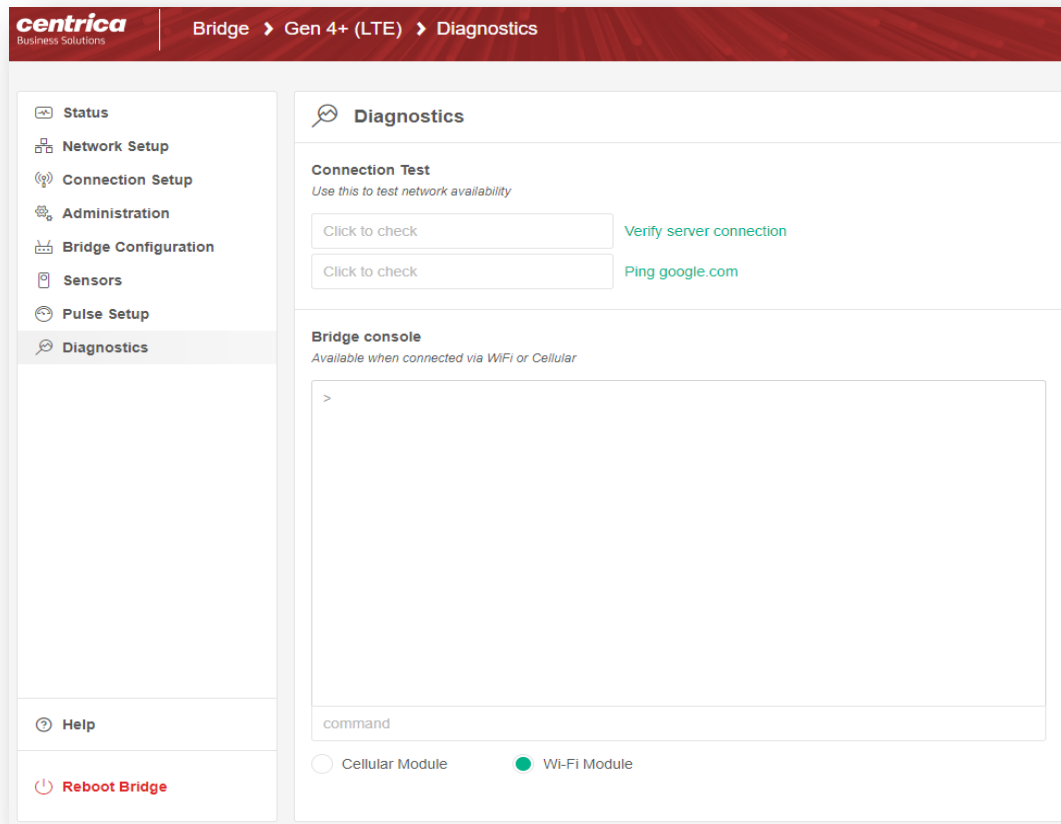 centrica
Business Solutions
Bridge > Gen 4+ (LTE) > Diagnostics
Status
Network Setup
Connection Setup
Administration
Bridge Configuration
Sensors
Pulse Setup
Diagnostics
Help
Reboot Bridge
Diagnostics
Connection Test
Use this to test network availability
Click to check Verify server connection
Click to check Ping google.com
Bridge console
Available when connected via WiFi or Cellular
>
command
Cellular Module Wi-Fi Module